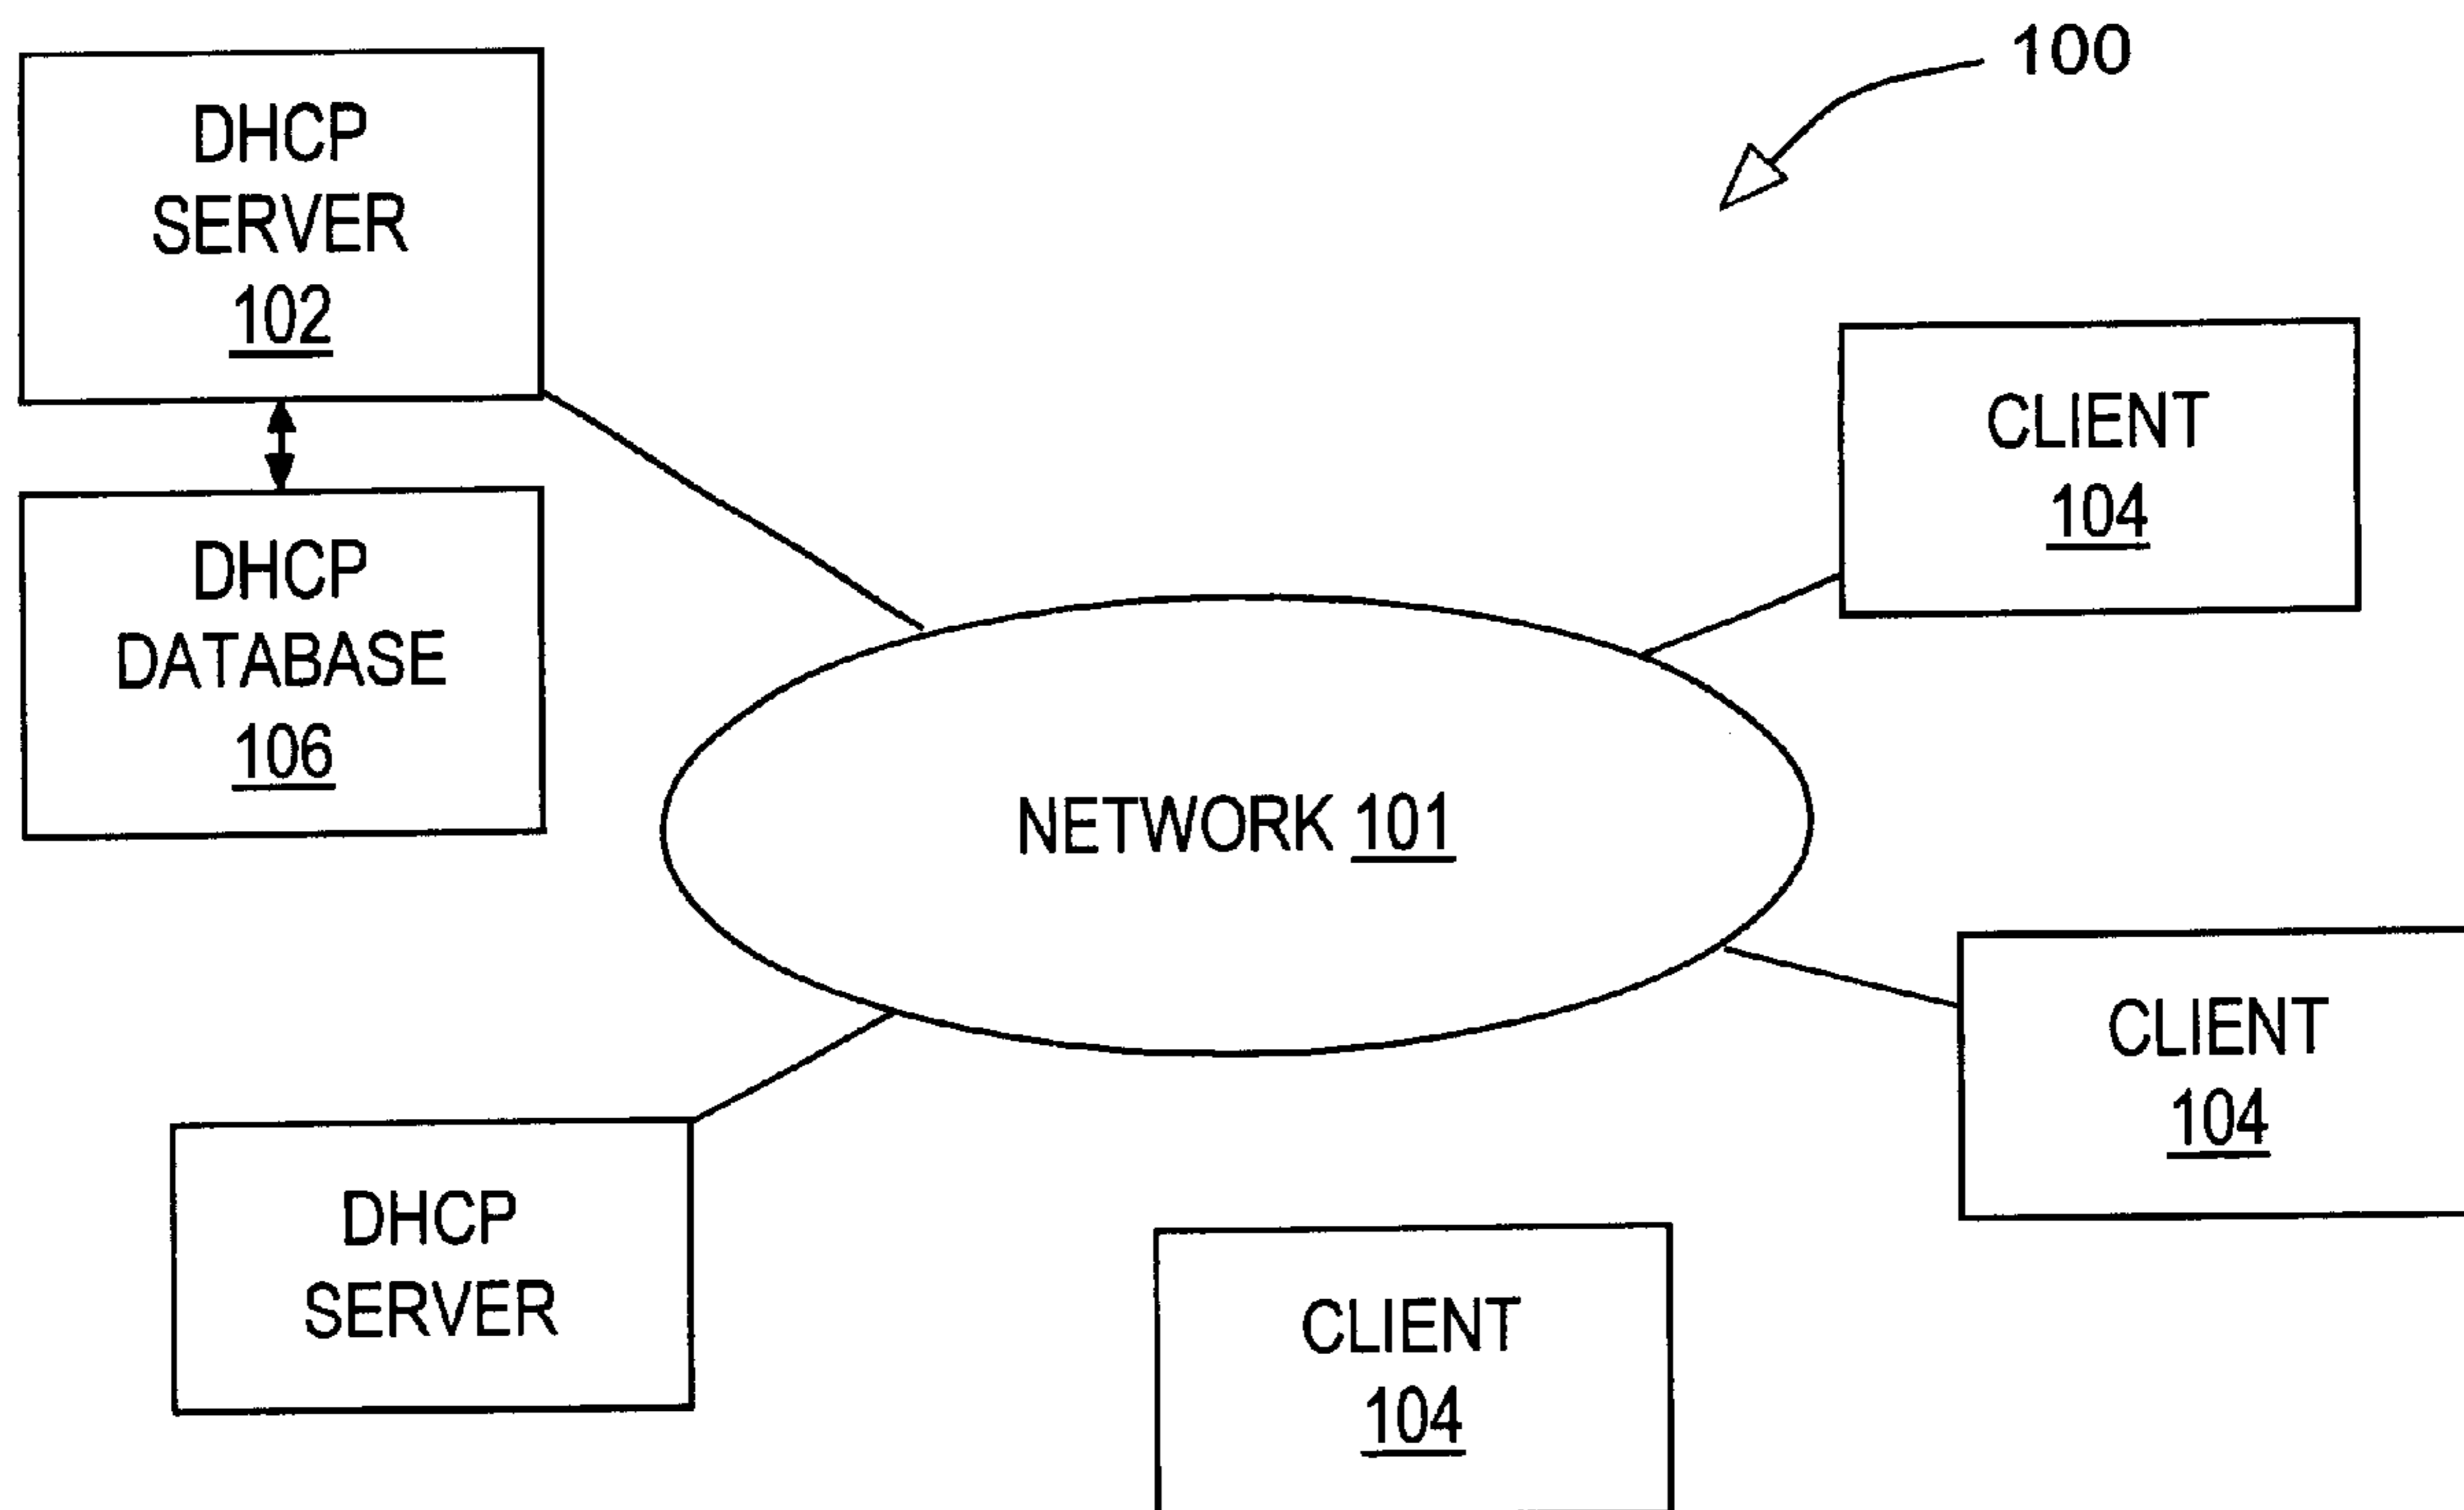 100
DHCP
SERVER
102
DHCP
DATABASE
106
CLIENT
104
NETWORK 101
CLIENT
104
DHCP
SERVER
CLIENT
104